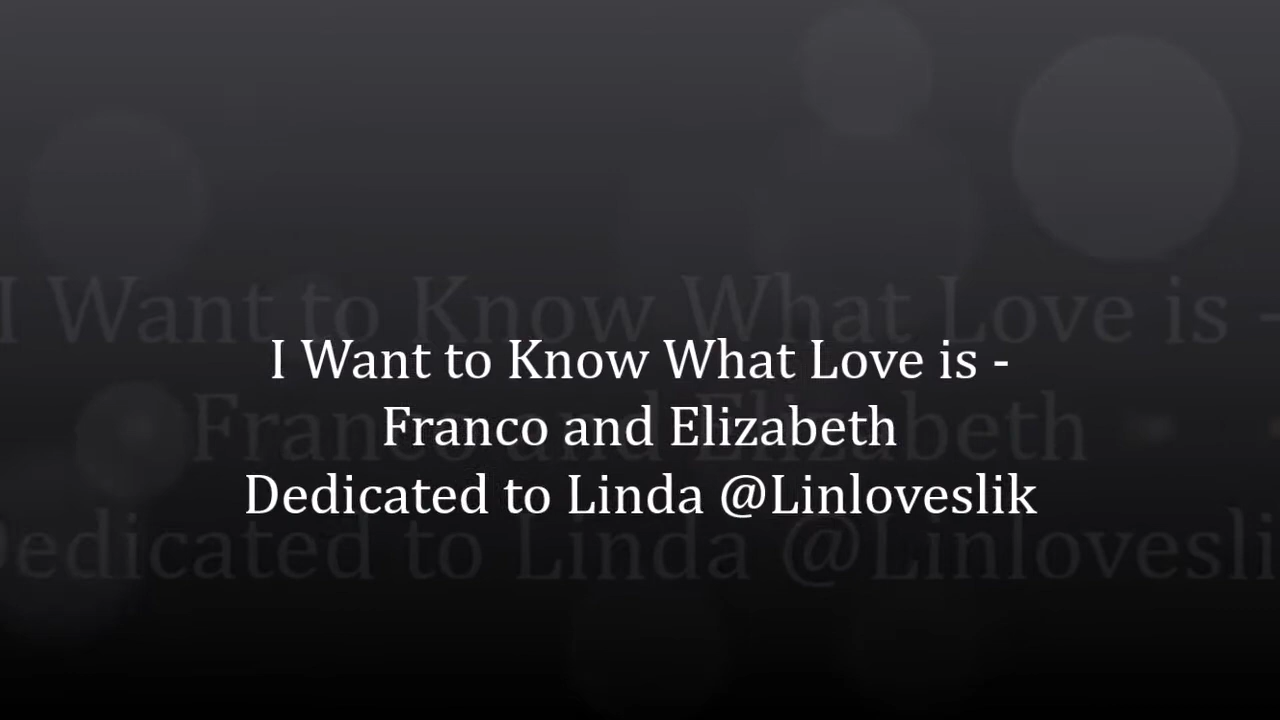 I Want to Know What Love is -
Franco and Elizabeth
Dedicated to Linda @Linloveslik